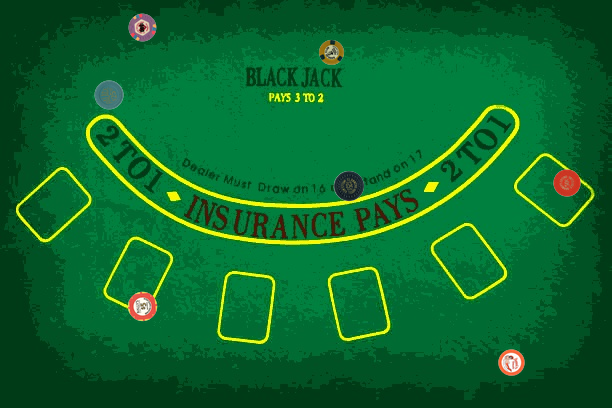 BLACK JACK
PAYS 3 TO 2
Dealer Must Draw on 16 on 17
2 TO 1 INSURANCE PAYS 2 TO 1